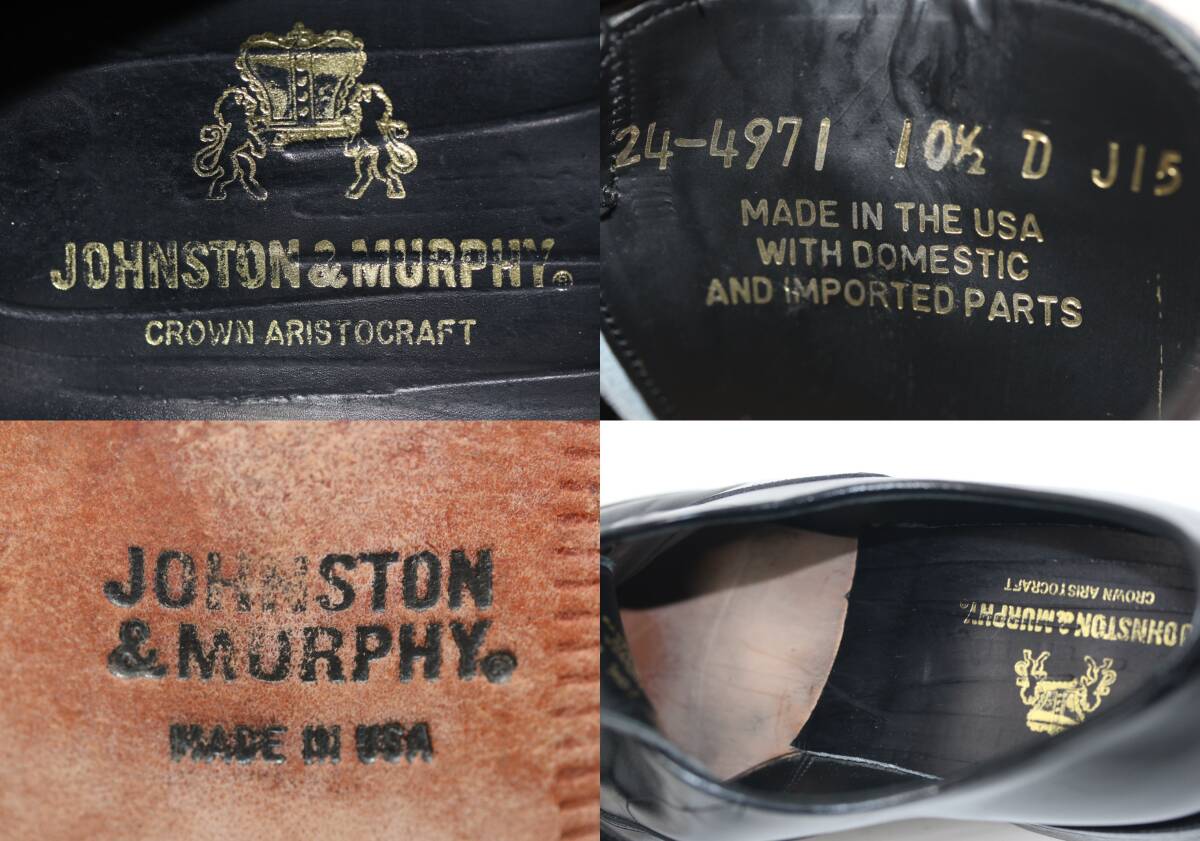 JOHNSTON & MURPHY®
CROWN ARISTOCRAFT
24-4971 10½ D J15
MADE IN THE USA
WITH DOMESTIC
AND IMPORTED PARTS
JOHNSTON
& MURPHY®
MADE IN USA
CROWN ARISTOCRAFT
JOHNSTON & MURPHY®